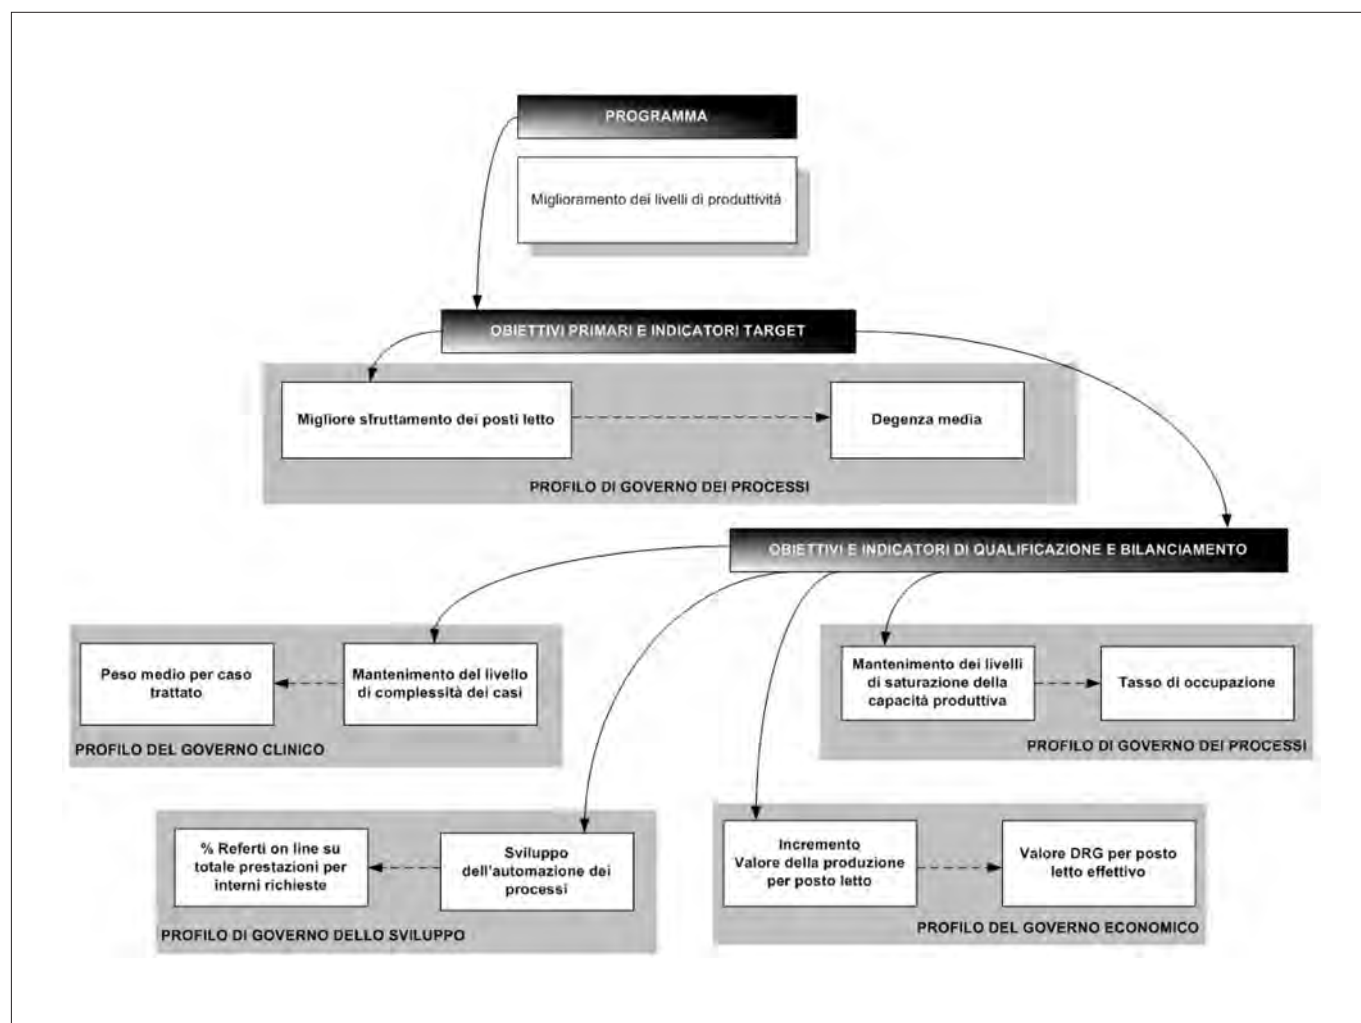 PROGRAMMA
Miglioramento dei livelli di produttività
OBIETTIVI PRIMARI E INDICATORI TARGET
Migliore sfruttamento dei posti letto
Degenza media
PROFILO DI GOVERNO DEI PROCESSI
OBIETTIVI E INDICATORI DI QUALIFICAZIONE E BILANCIAMENTO
Peso medio per caso
trattato
Mantenimento del livello
di complessità dei casi
PROFILO DEL GOVERNO CLINICO
Mantenimento dei livelli
di saturazione della
capacità produttiva
Tasso di occupazione
PROFILO DI GOVERNO DEI PROCESSI
% Referti on line su
totale prestazioni per
interni richieste
Sviluppo
dell'automazione dei
processi
PROFILO DI GOVERNO DELLO SVILUPPO
Incremento
Valore della produzione
per posto letto
Valore DRG per posto
letto effettivo
PROFILO DEL GOVERNO ECONOMICO